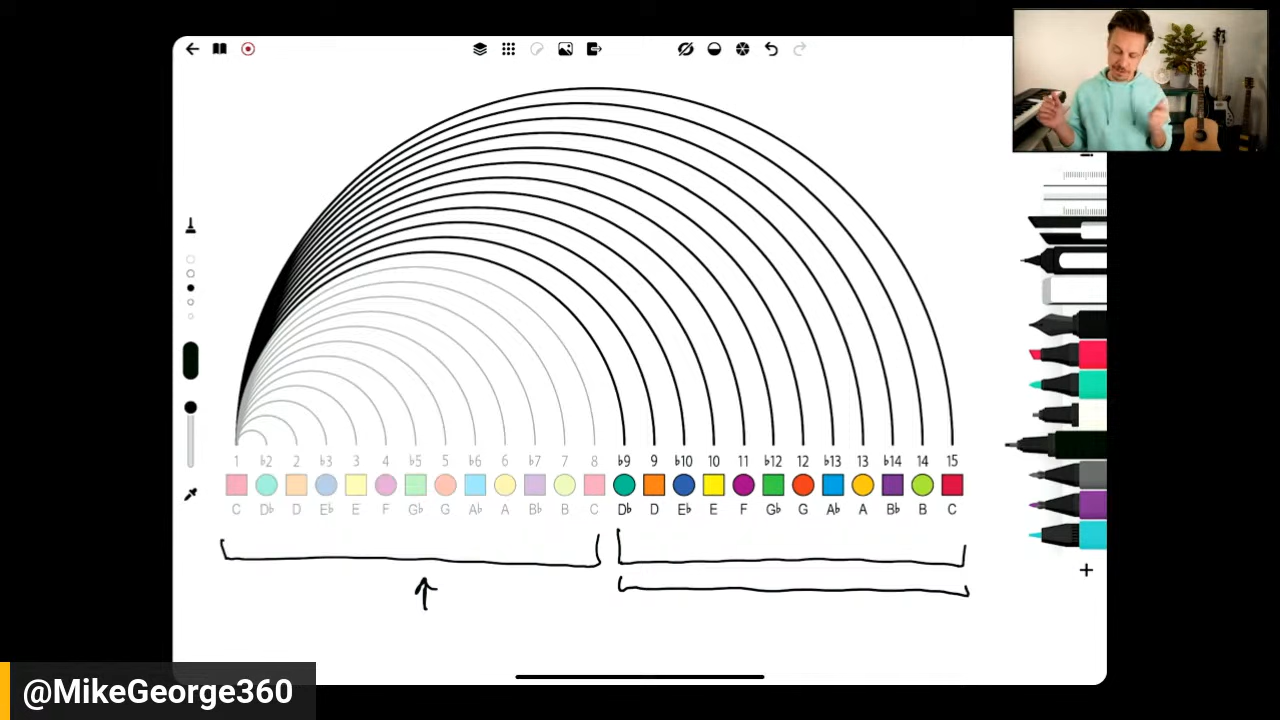 1 ♭2 2 ♭3 3 4 ♭5 5 ♭6 6 ♭7 7 8 ♭9 9 ♭10 10 11 ♭12 12 ♭13 13 ♭14 14 15
C D♭ D E♭ E F G♭ G A♭ A B♭ B C D♭ D E♭ E F G♭ G A♭ A B♭ B C
@MikeGeorge360